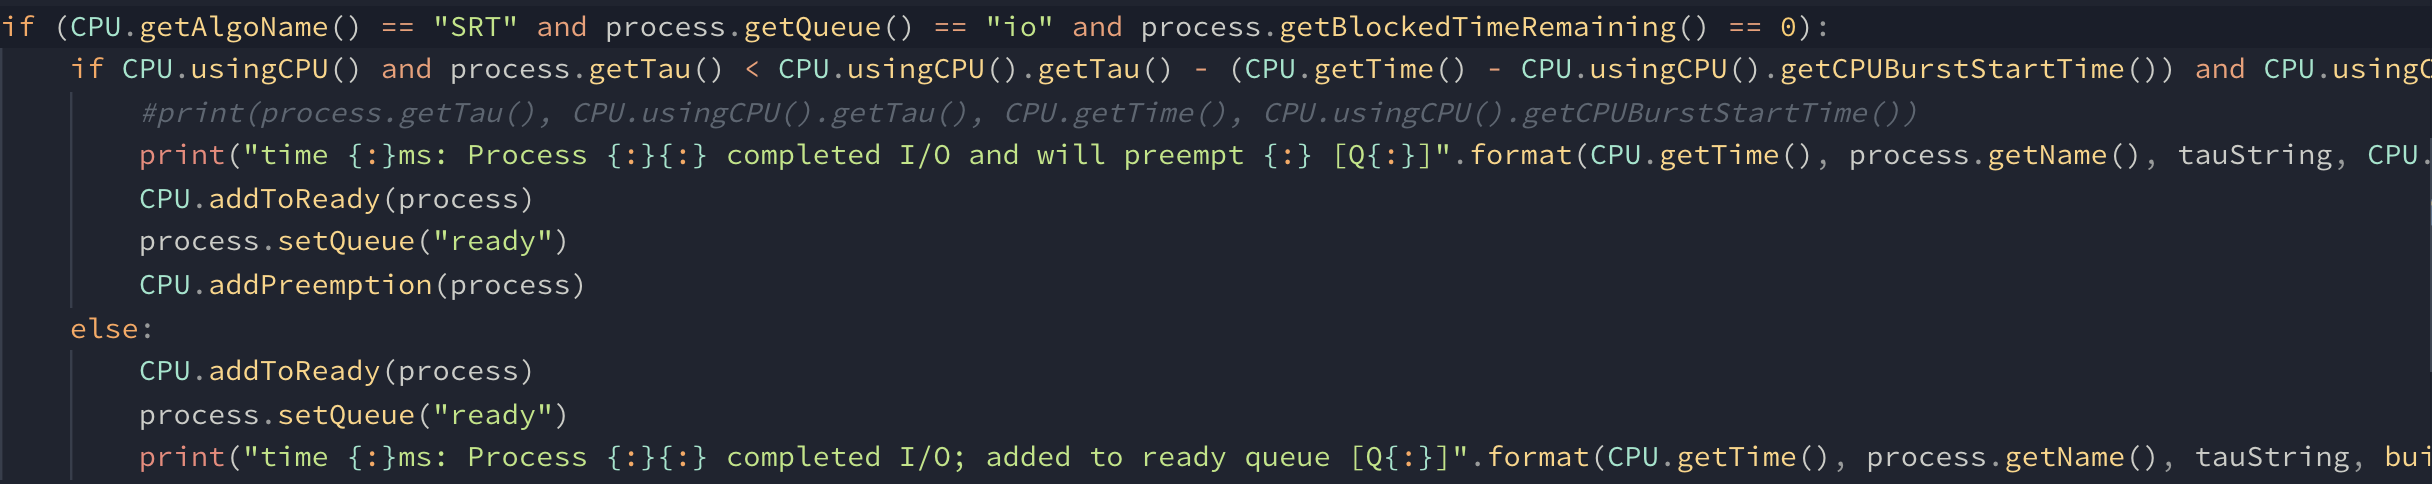 if (CPU.getAlgoName() == "SRT" and process.getQueue() == "io" and process.getBlockedTimeRemaining() == 0):
if CPU.usingCPU() and process.getTau() < CPU.usingCPU().getTau() - (CPU.getTime() - CPU.usingCPU().getCPUBurstStartTime()) and CPU.using
#print(process.getTau(), CPU.usingCPU().getTau(), CPU.getTime(), CPU.usingCPU().getCPUBurstStartTime())
print("time {:}ms: Process {:}{:} completed I/O and will preempt {:} [Q{:}]".format(CPU.getTime(), process.getName(), tauString, CPU.
CPU.addToReady(process)
process.setQueue("ready")
CPU.addPreemption(process)
else:
CPU.addToReady(process)
process.setQueue("ready")
print("time {:}ms: Process {:}{:} completed I/O; added to ready queue [Q{:}]".format(CPU.getTime(), process.getName(), tauString, bui